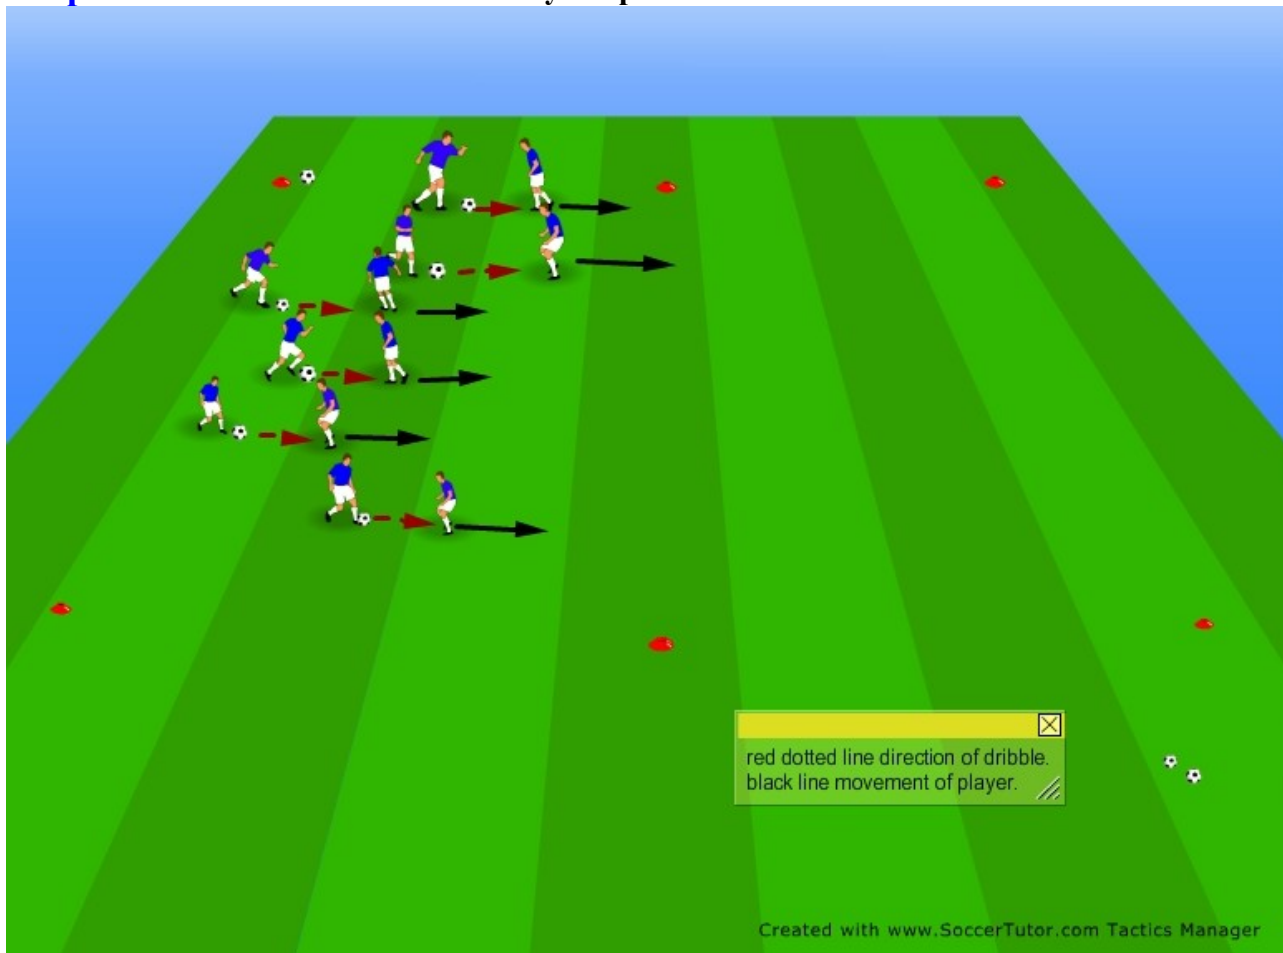 red dotted line direction of dribble.
black line movement of player.
Created with www.SoccerTutor.com Tactics Manager